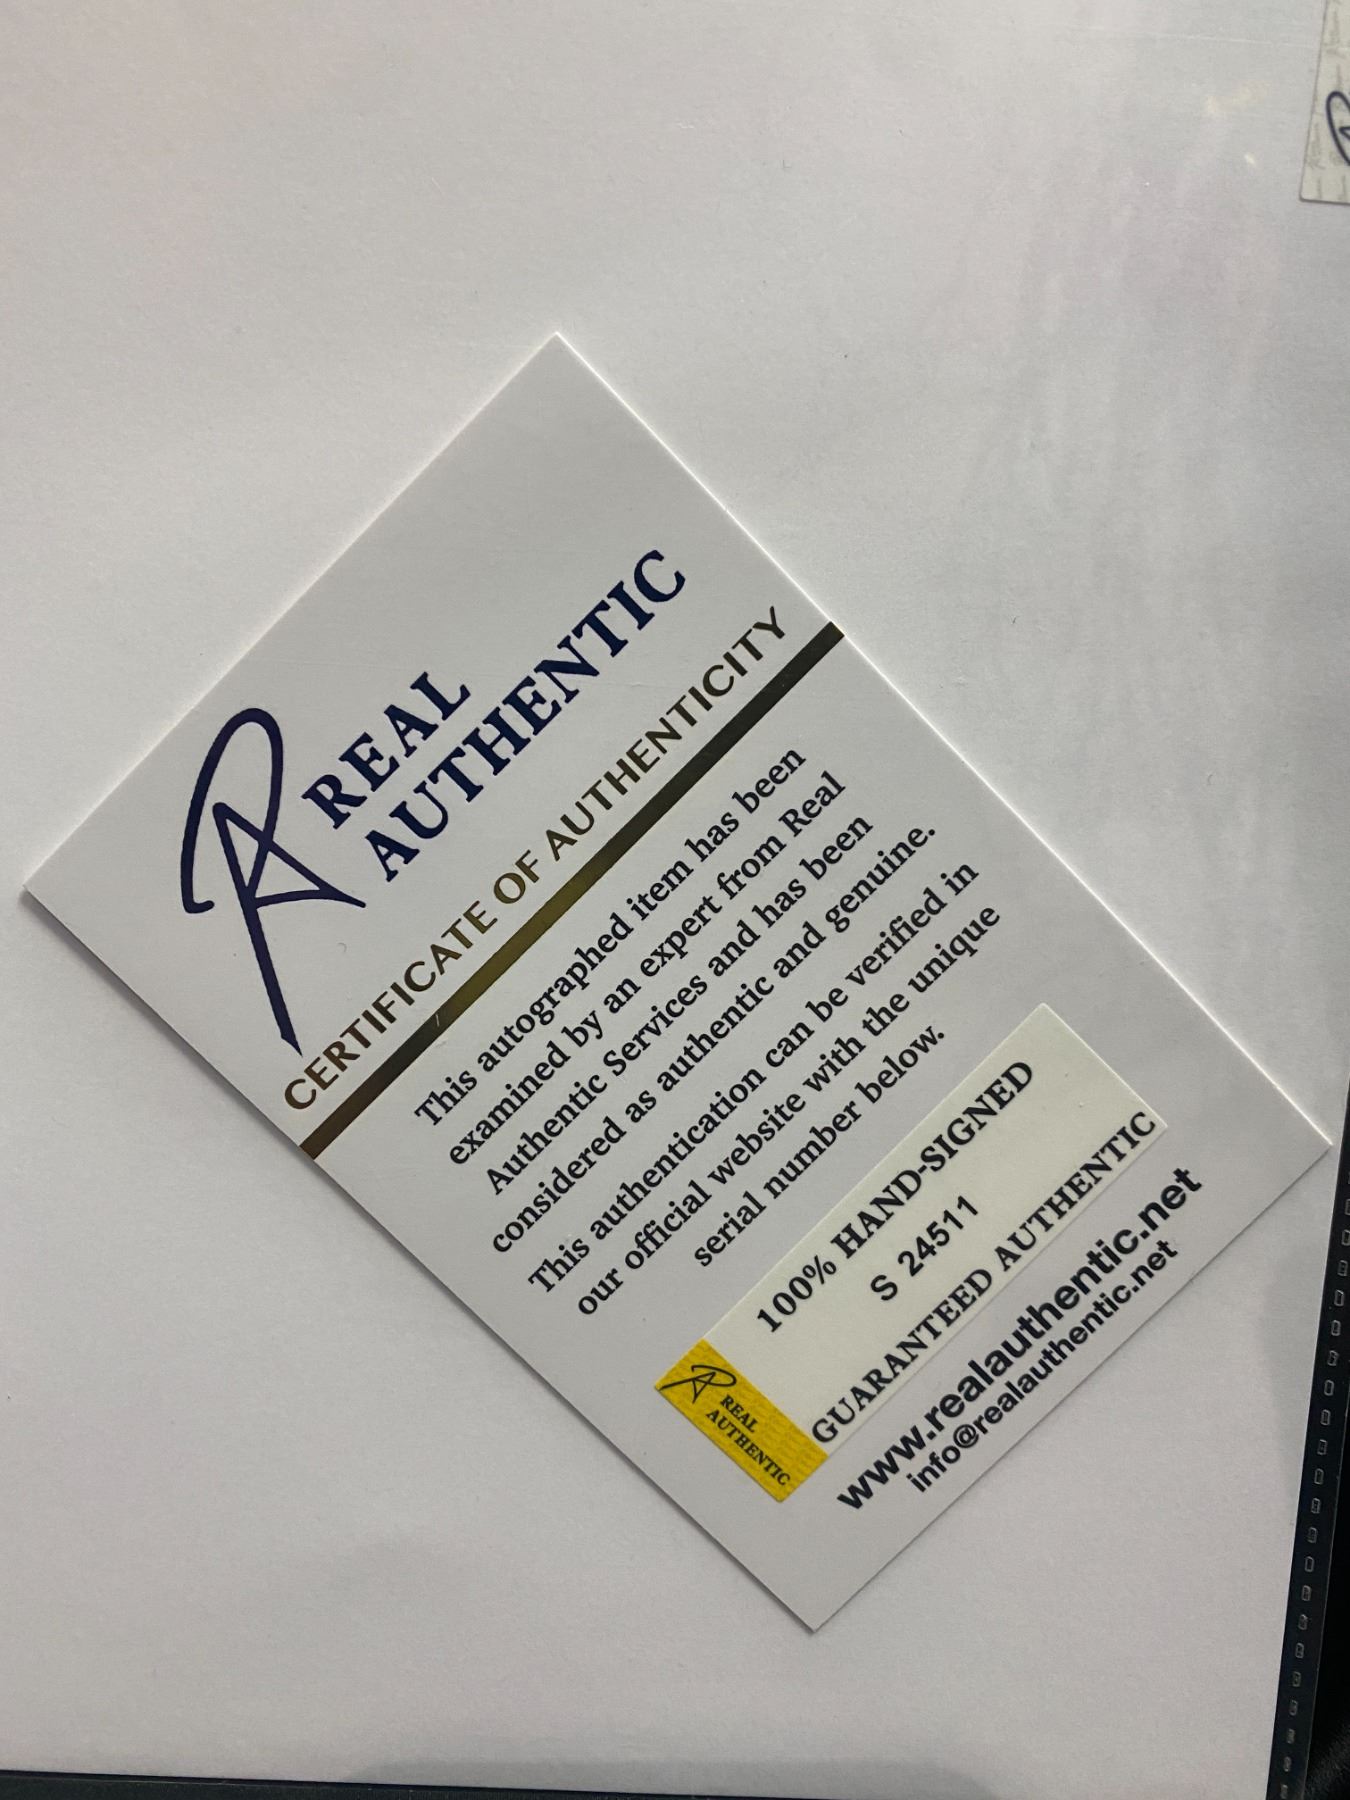 REAL
AUTHENTIC
CERTIFICATE OF AUTHENTICITY
This autographed item has been
examined by an expert from Real
Authentic Services and has been
considered as authentic and genuine.
This authentication can be verified in
our official website with the unique
serial number below.
100% HAND-SIGNED
S 24511
GUARANTEED AUTHENTIC
REAL
AUTHENTIC
www.realauthentic.net
info@realauthentic.net